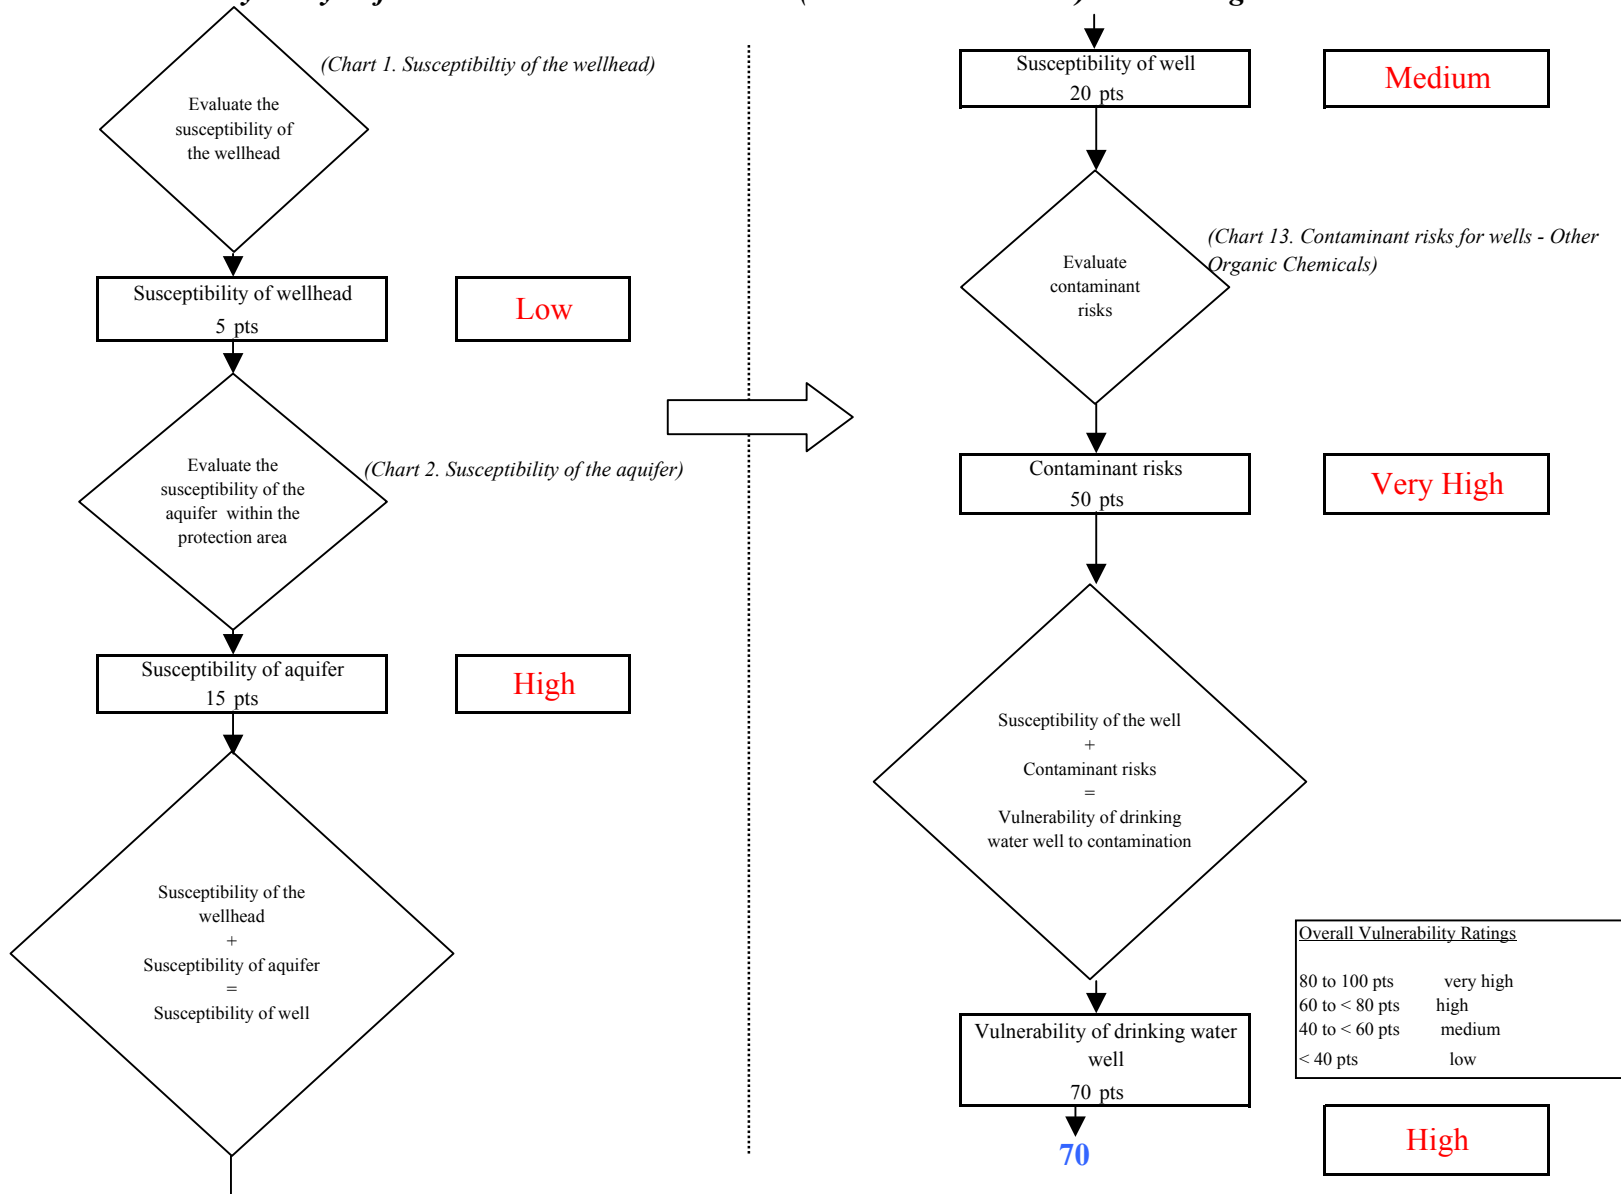 (Chart 1. Susceptibiltiy of the wellhead)
Evaluate the
susceptibility of
the wellhead
Susceptibility of wellhead
5 pts
Low
Evaluate the
susceptibility of the
aquifer within the
protection area
(Chart 2. Susceptibility of the aquifer)
Susceptibility of aquifer
15 pts
High
Susceptibility of the
wellhead
+
Susceptibility of aquifer
=
Susceptibility of well
Susceptibility of well
20 pts
Medium
(Chart 13. Contaminant risks for wells - Other
Organic Chemicals)
Evaluate
contaminant
risks
Contaminant risks
50 pts
Very High
Susceptibility of the well
+
Contaminant risks
=
Vulnerability of drinking
water well to contamination
Vulnerability of drinking water
well
70 pts
70
Overall Vulnerability Ratings
80 to 100 pts very high
60 to < 80 pts high
40 to < 60 pts medium
< 40 pts low
High